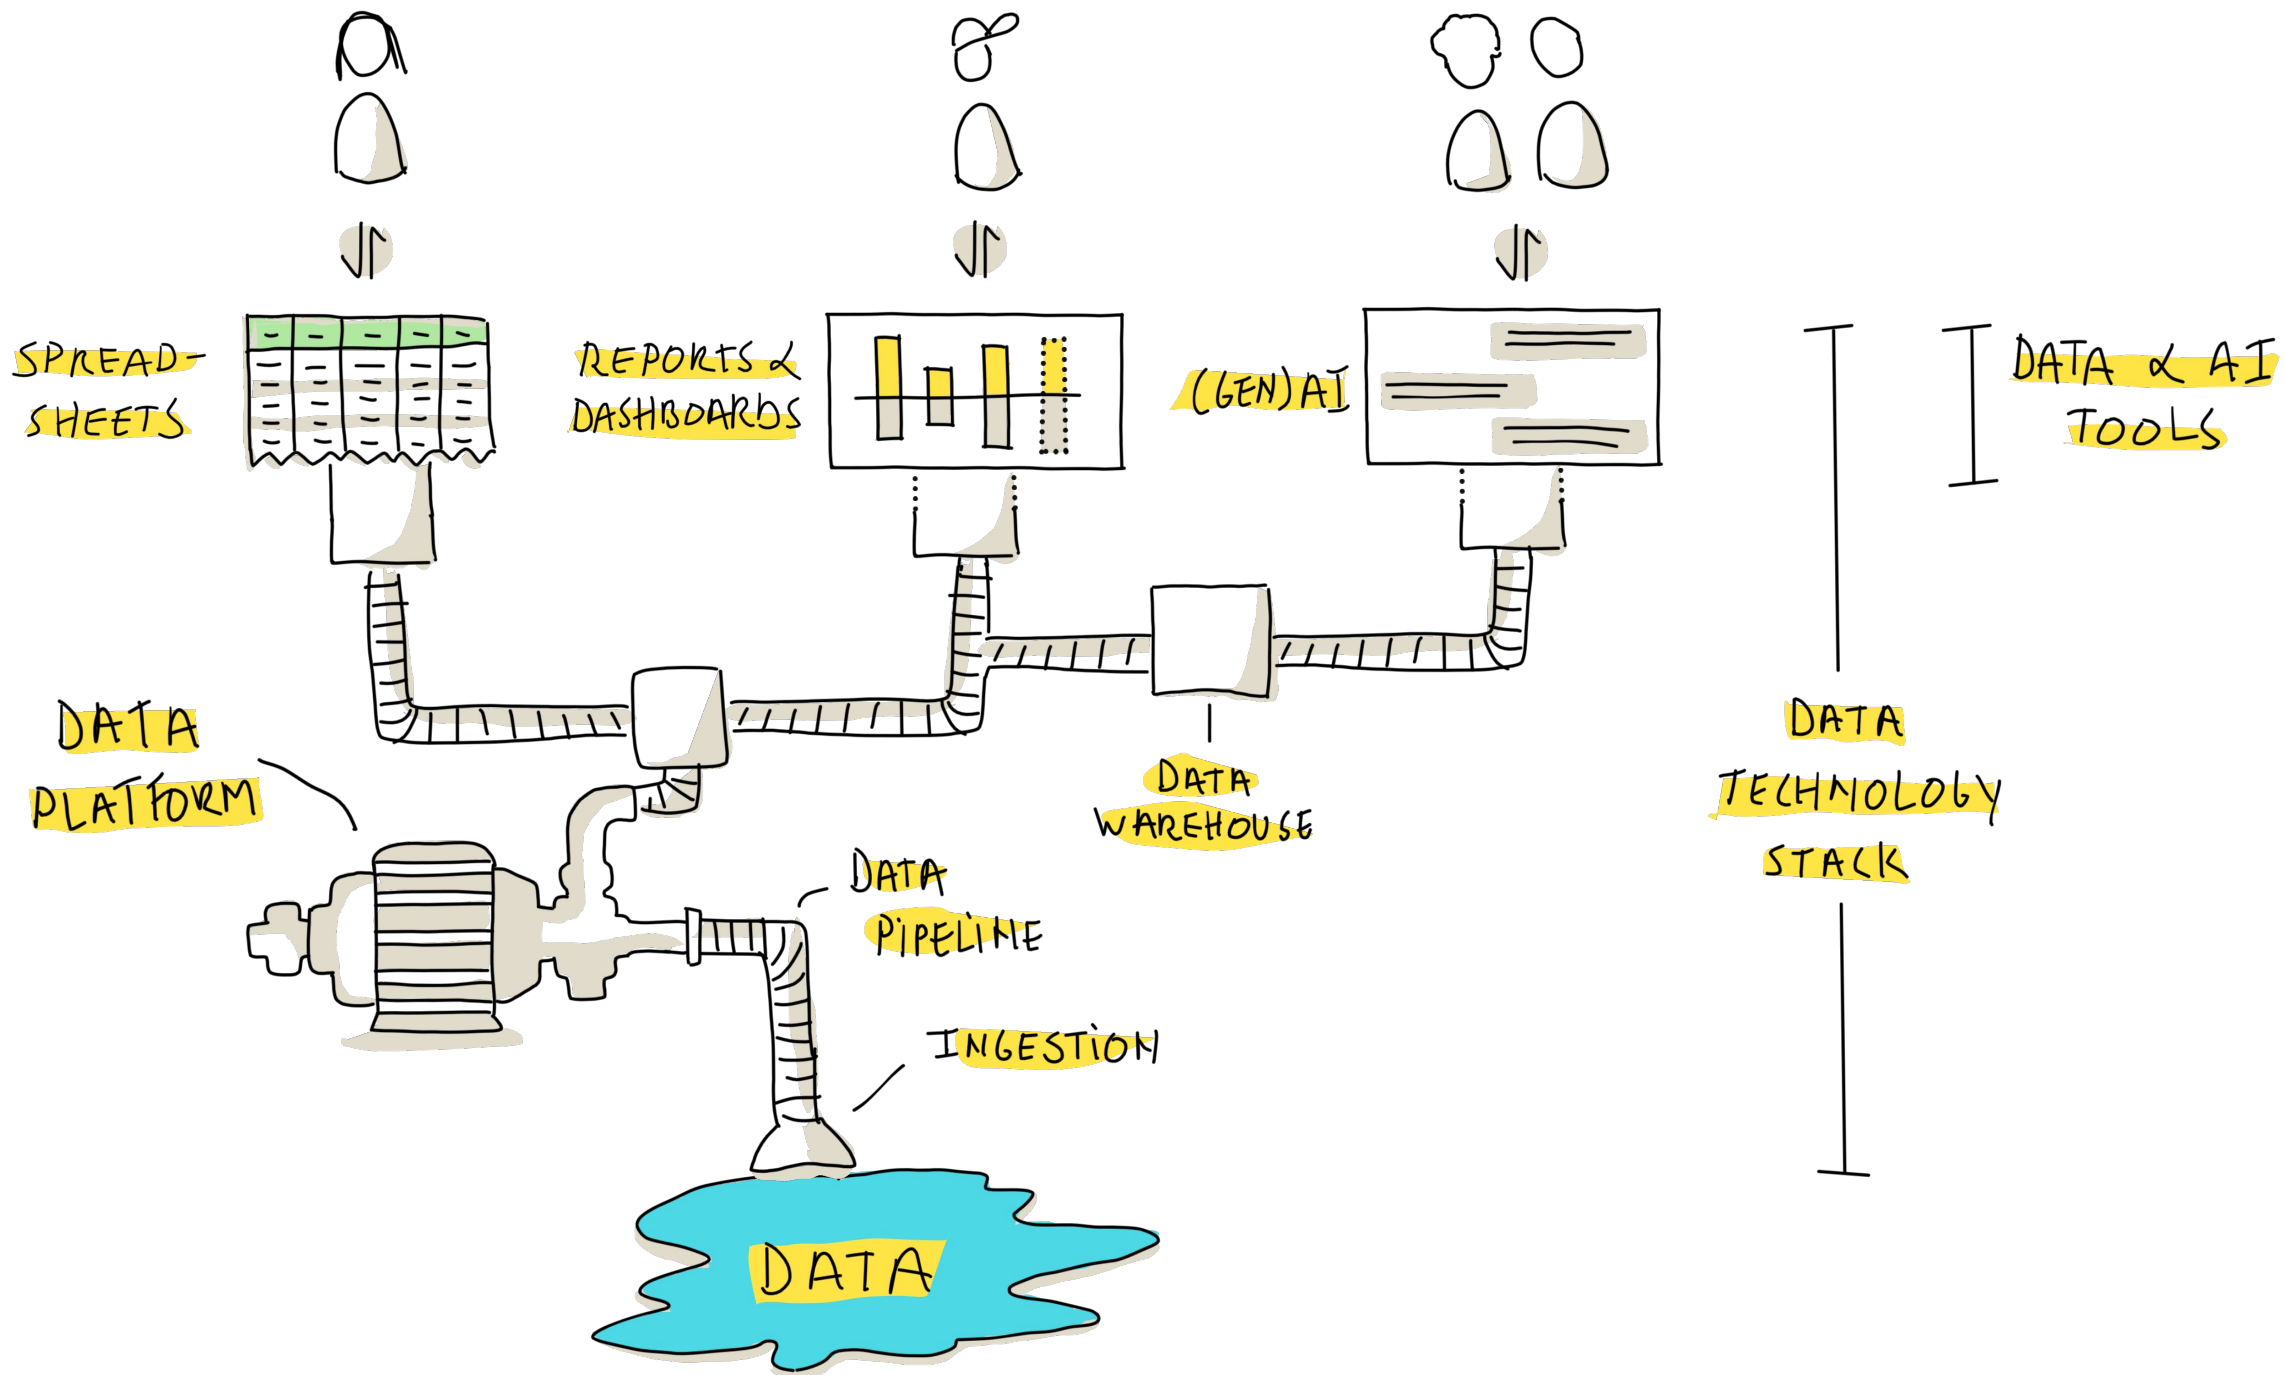 SPREAD-
SHEETS
REPORTS &
DASHBOARDS
(GEN)AI
DATA & AI
TOOLS
DATA
PLATFORM
DATA
WAREHOUSE
DATA
TECHNOLOGY
STACK
DATA
PIPELINE
INGESTION
DATA